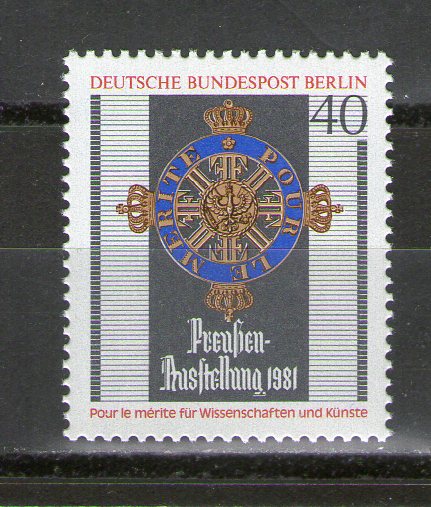 DEUTSCHE BUNDESPOST BERLIN
40
POUR LE MERITE
Preußen-
Ausstellung 1981
Pour le mérite für Wissenschaften und Künste